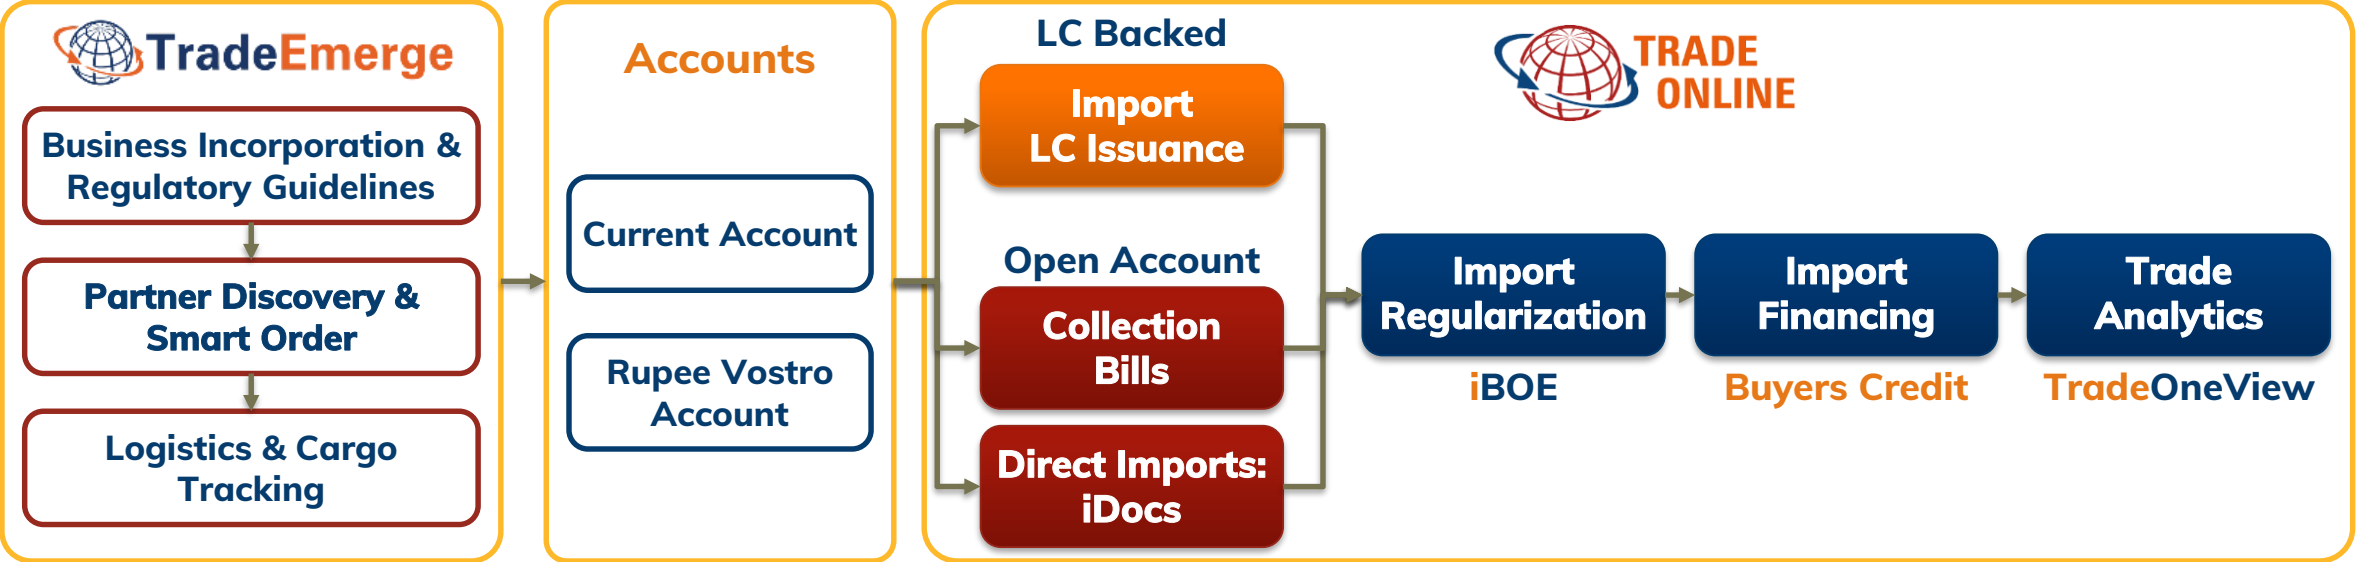 TradeEmerge
Business Incorporation &
Regulatory Guidelines
Partner Discovery &
Smart Order
Logistics & Cargo
Tracking
Accounts
Current Account
Rupee Vostro
Account
LC Backed
Import
LC Issuance
Open Account
Collection
Bills
Direct Imports:
iDocs
TRADE
ONLINE
Import
Regularization
iBOE
Import
Financing
Buyers Credit
Trade
Analytics
TradeOneView